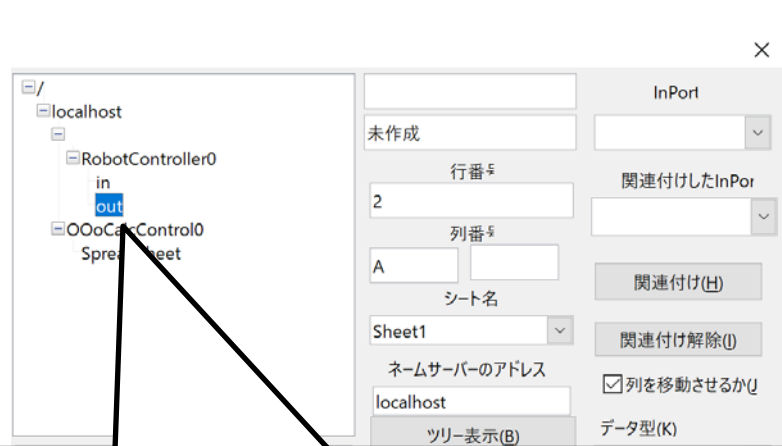 /
localhost
RobotController0
in
out
OOoCalcControl0
Spreadsheet
未作成
行番号
2
列番号
A
シート名
Sheet1
ネームサーバーのアドレス
localhost
ツリー表示(B)
InPort
関連付けしたInPor
関連付け(H)
関連付け解除(I)
列を移動させるか(J
データ型(K)